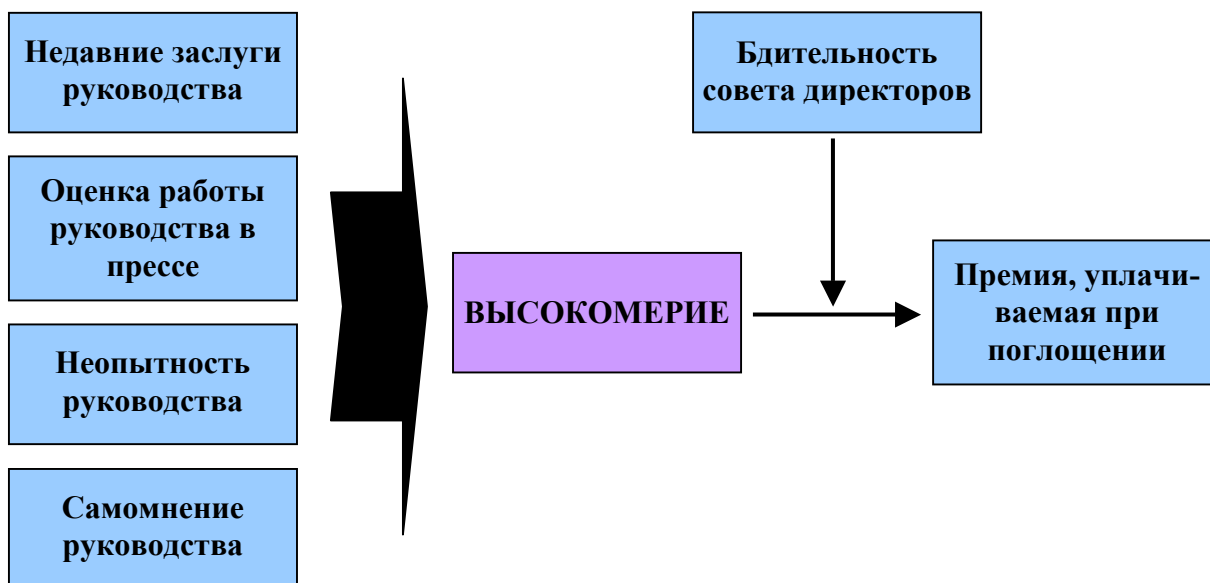 Недавние заслуги
руководства
Оценка работы
руководства в
прессе
Неопытность
руководства
Самомнение
руководства
ВЫСОКОМЕРИЕ
Бдительность
совета директоров
Премия, уплачи-
ваемая при
поглощении